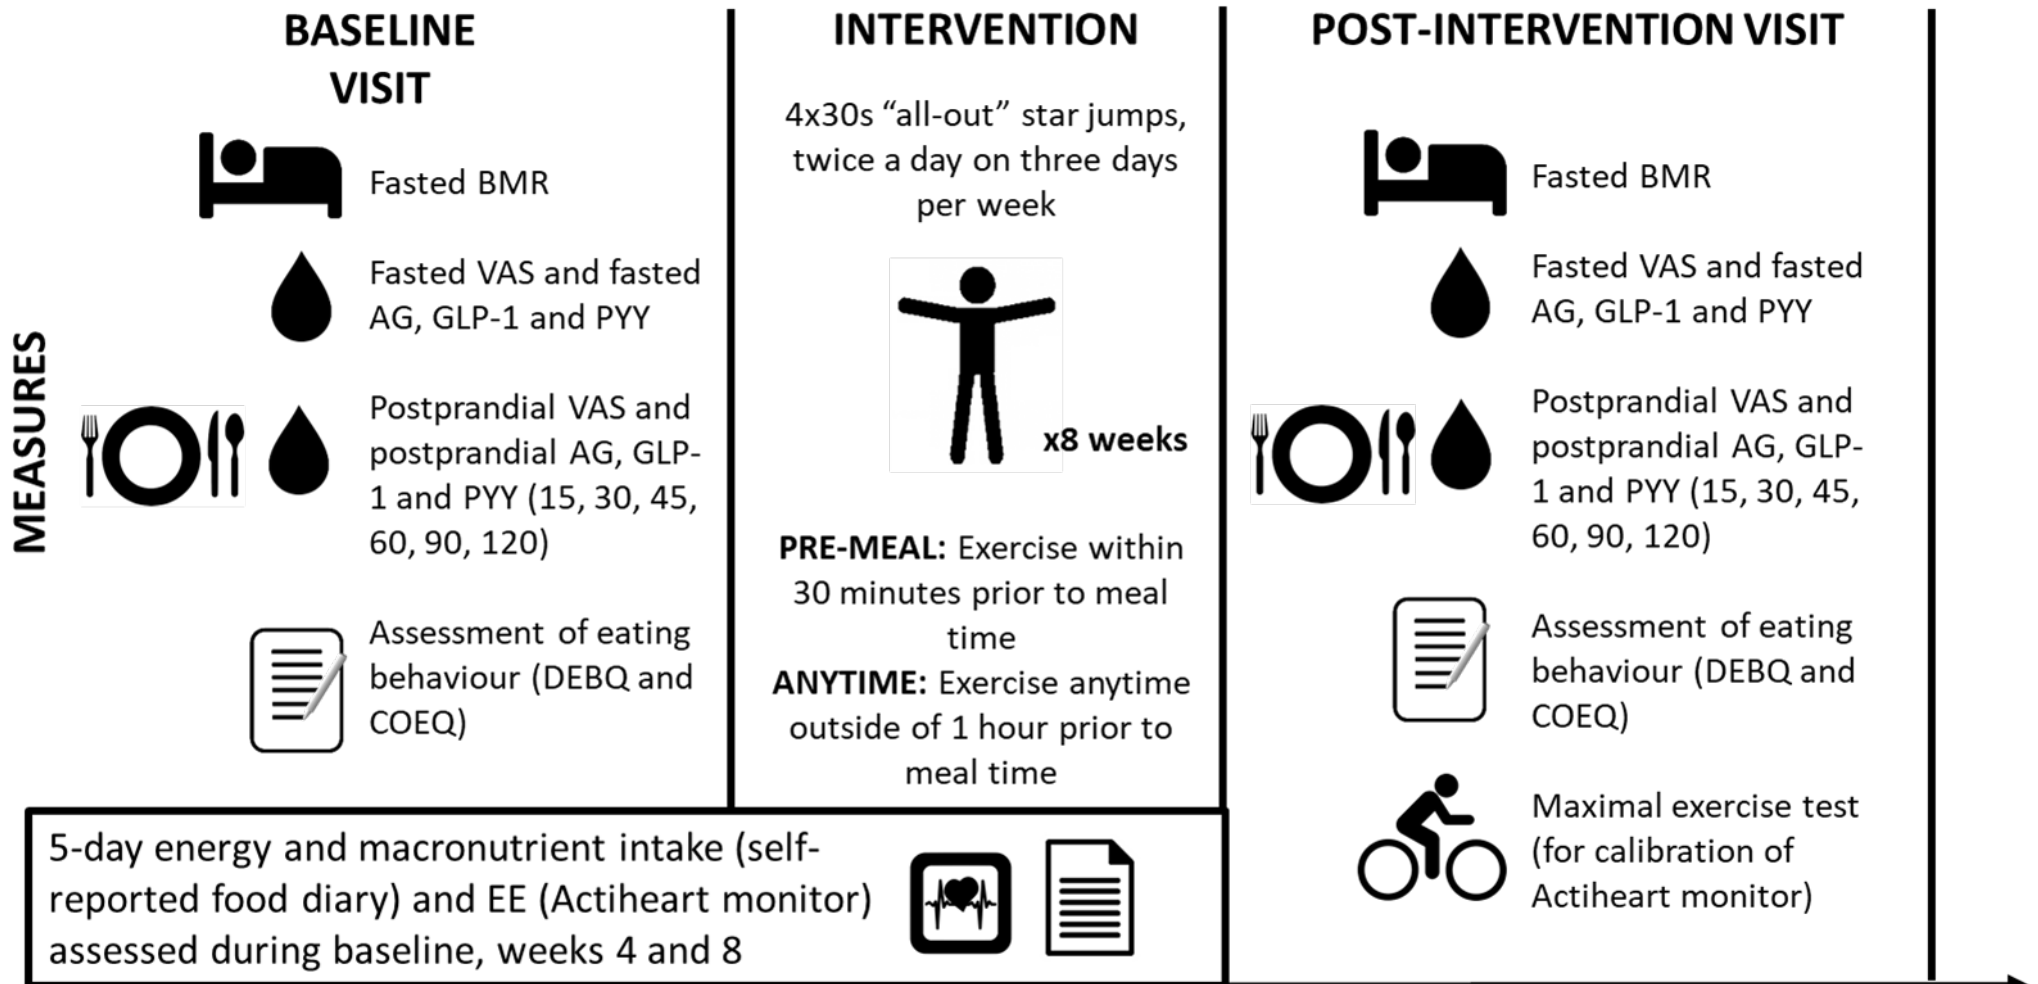 BASELINE
VISIT
Fasted BMR
Fasted VAS and fasted
AG, GLP-1 and PYY
Postprandial VAS and
postprandial AG, GLP-
1 and PYY (15, 30, 45,
60, 90, 120)
Assessment of eating
behaviour (DEBQ and
COEQ)
MEASURES
INTERVENTION
4x30s “all-out” star jumps,
twice a day on three days
per week
x8 weeks
PRE-MEAL: Exercise within
30 minutes prior to meal
time
ANYTIME: Exercise anytime
outside of 1 hour prior to
meal time
5-day energy and macronutrient intake (self-
reported food diary) and EE (Actiheart monitor)
assessed during baseline, weeks 4 and 8
POST-INTERVENTION VISIT
Fasted BMR
Fasted VAS and fasted
AG, GLP-1 and PYY
Postprandial VAS and
postprandial AG, GLP-
1 and PYY (15, 30, 45,
60, 90, 120)
Assessment of eating
behaviour (DEBQ and
COEQ)
Maximal exercise test
(for calibration of
Actiheart monitor)